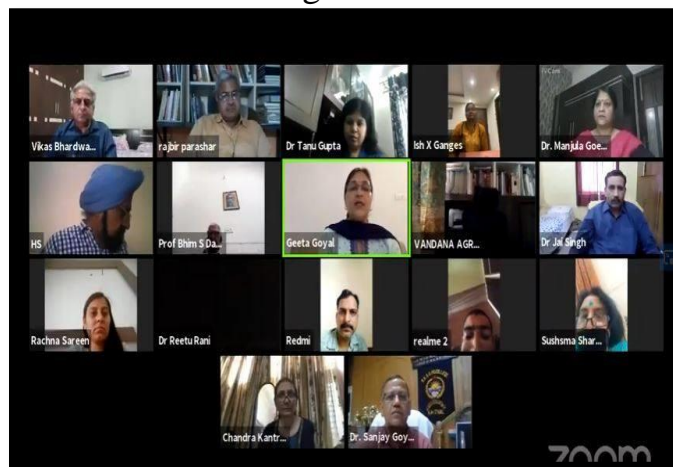 Vikas Bhardwa...
rajbir parashar
Dr Tanu Gupta
Ish X Ganges
Dr. Manjula Goe...
HS
Prof Bhim S Da...
Geeta Goyal
VANDANA AGR...
Dr Jai Singh
Rachna Sareen
Dr Reetu Rani
Redmi
realme 2
Sushsma Shar...
Chandra Kantr...
Dr. Sanjay Goy...
zoom